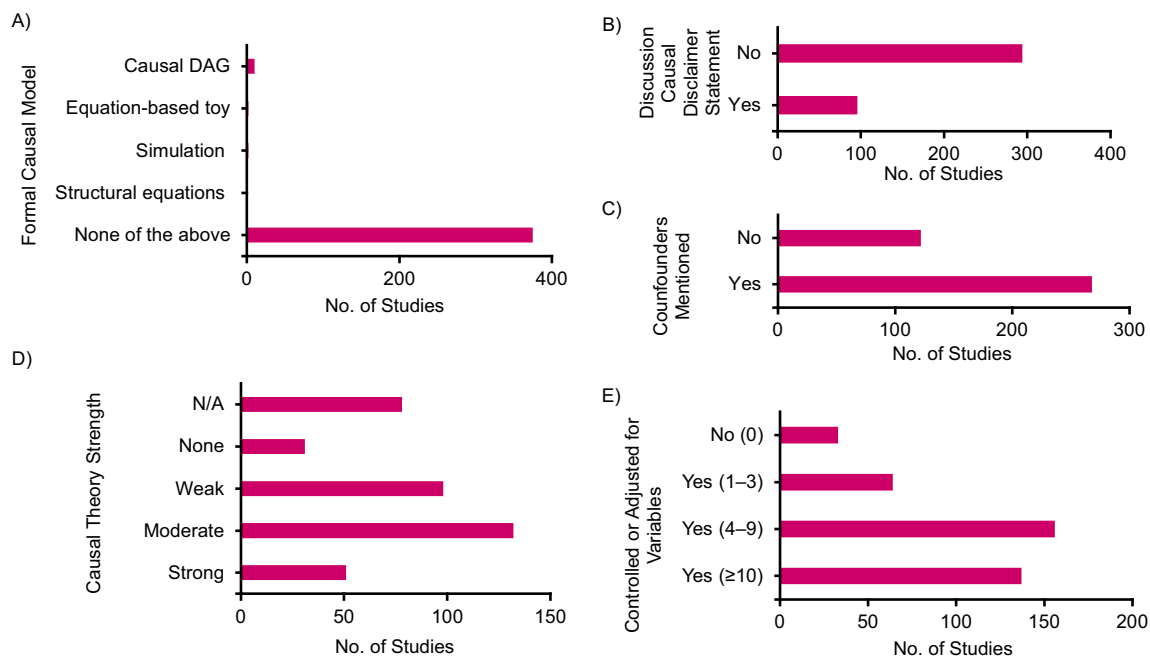 A)
Formal Causal Model
Causal DAG
Equation-based toy
Simulation
Structural equations
None of the above
0
200
400
No. of Studies
B)
Discussion
Causal
Disclaimer
Statement
No
Yes
0
100
200
300
400
No. of Studies
C)
Counfounders
Mentioned
No
Yes
0
100
200
300
No. of Studies
D)
Causal Theory Strength
N/A
None
Weak
Moderate
Strong
0
50
100
150
No. of Studies
E)
Controlled or Adjusted for
Variables
No (0)
Yes (1–3)
Yes (4–9)
Yes (≥10)
0
50
100
150
200
No. of Studies